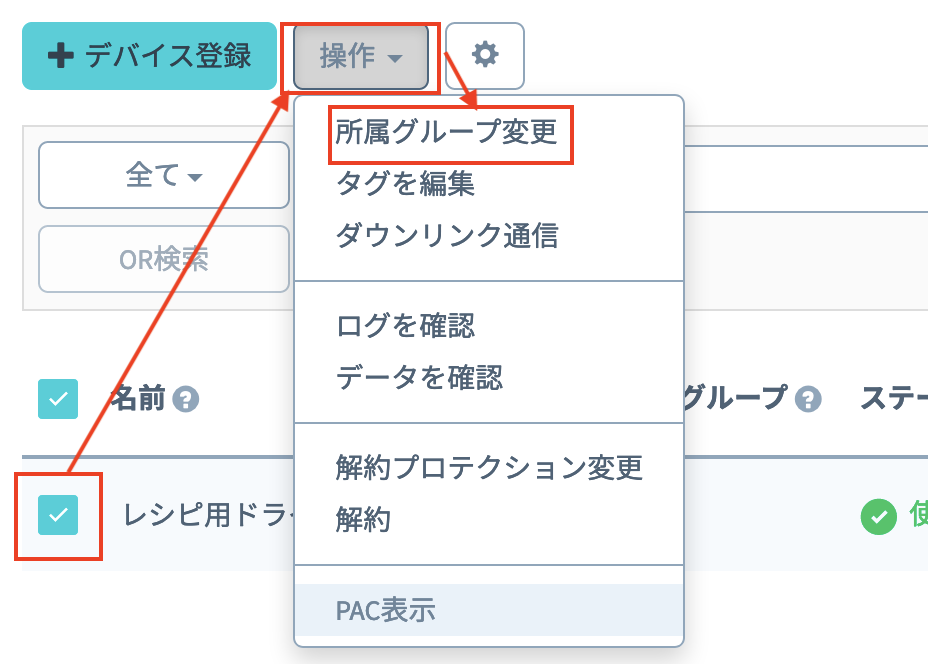 デバイス登録
操作
所属グループ変更
タグを編集
ダウンリンク通信
全て
OR検索
ログを確認
データを確認
名前
グループ
ステー
解約プロテクション変更
解約
レシピ用ドライ
使
PAC表示